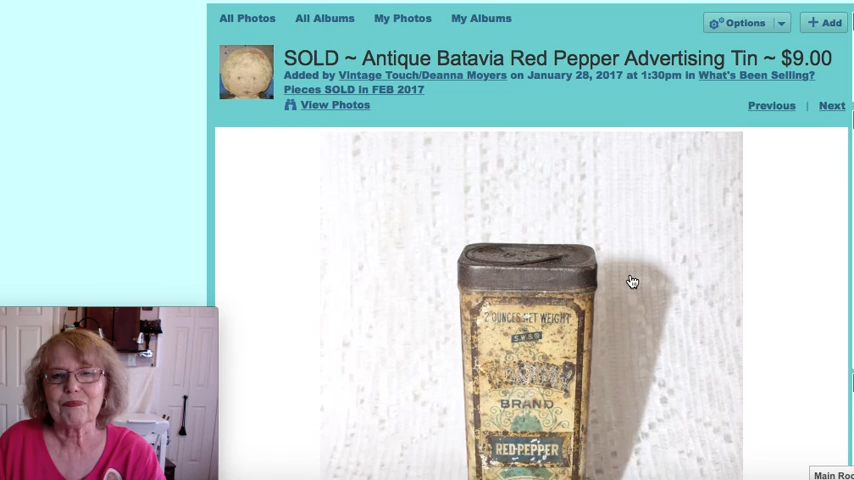 All Photos All Albums My Photos My Albums
Options
+ Add
SOLD ~ Antique Batavia Red Pepper Advertising Tin ~ $9.00
Added by Vintage Touch/Deanna Moyers on January 28, 2017 at 1:30pm in What's Been Selling?
Pieces SOLD in FEB 2017
View Photos
Previous | Next
2 OUNCES NET WEIGHT
BRAND
RED-PEPPER